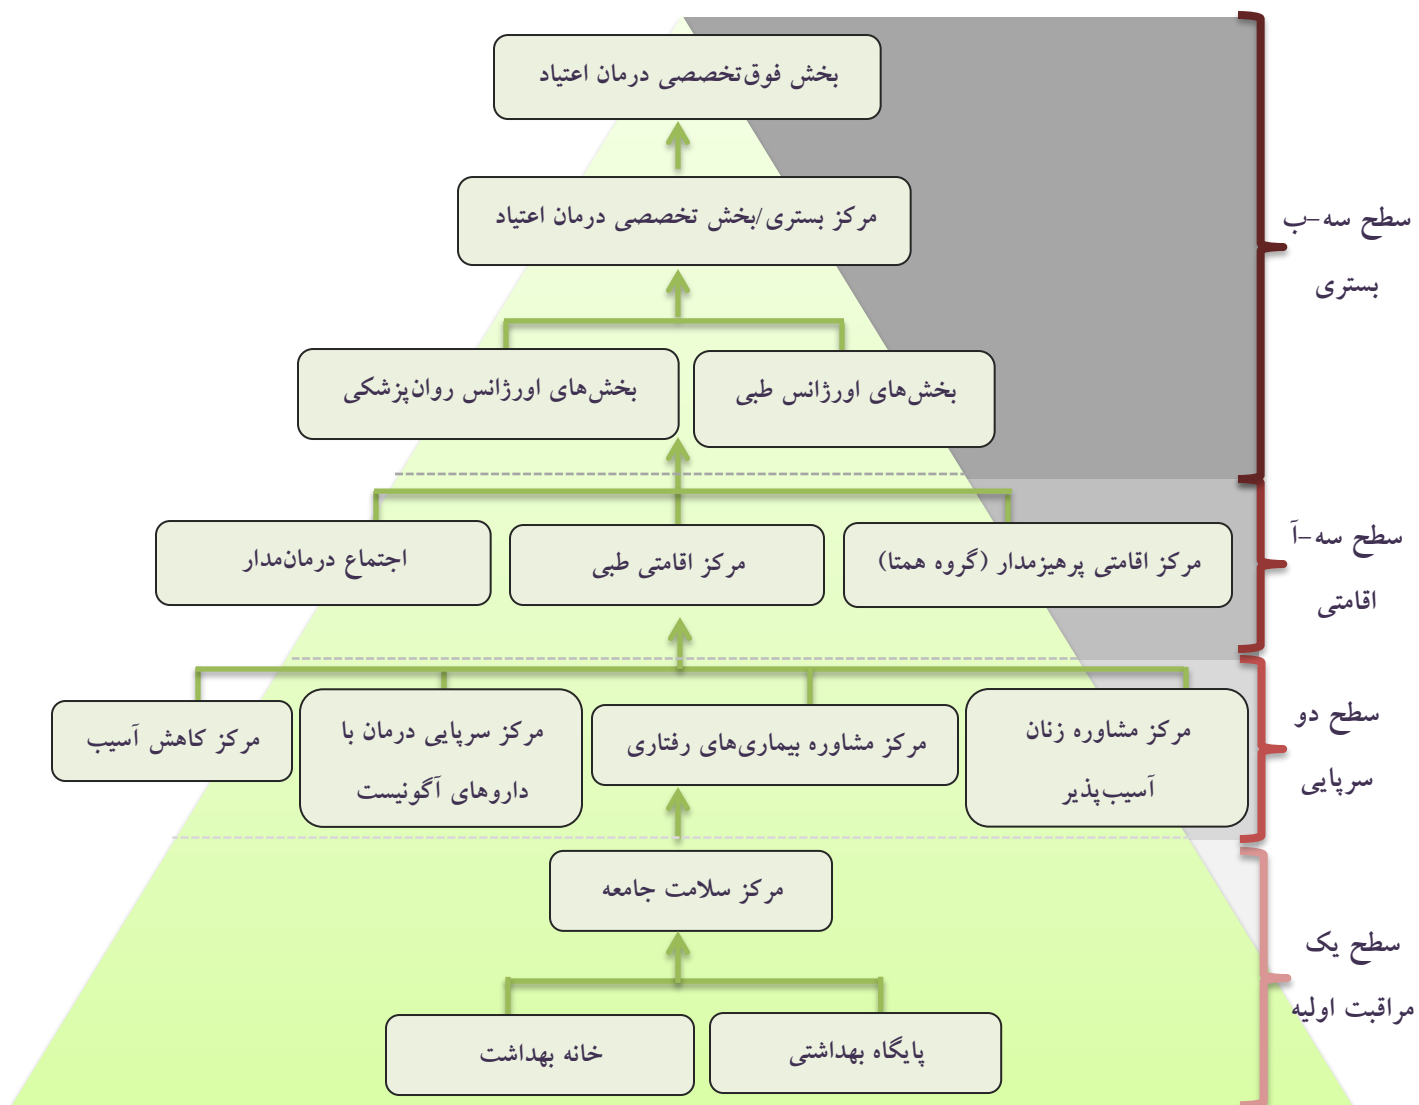 بخش فوق‌تخصصی درمان اعتیاد
مرکز بستری/بخش تخصصی درمان اعتیاد
سطح سه-ب
بستری
بخش‌های اورژانس طبی
بخش‌های اورژانس روان‌پزشکی
سطح سه-آ
اقامتی
مرکز اقامتی پرهیزمدار (گروه همتا)
مرکز اقامتی طبی
اجتماع درمان‌مدار
سطح دو
سرپایی
مرکز مشاوره زنان
آسیب‌پذیر
مرکز مشاوره بیماری‌های رفتاری
مرکز سرپایی درمان با
داروهای آگونیست
مرکز کاهش آسیب
سطح یک
مراقبت اولیه
مرکز سلامت جامعه
پایگاه بهداشتی
خانه بهداشت